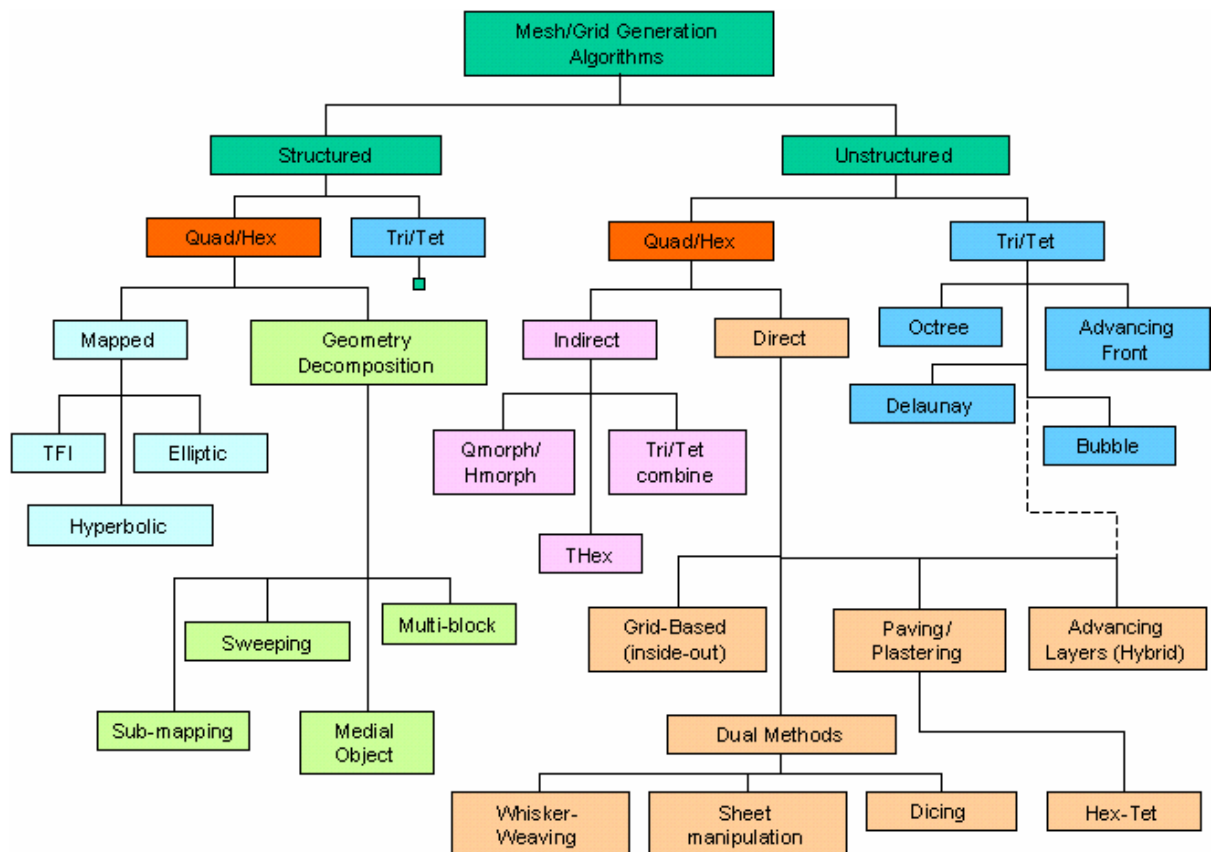 Mesh/Grid Generation
Algorithms
Structured
Unstructured
Quad/Hex
Tri/Tet
Quad/Hex
Tri/Tet
Mapped
Geometry
Decomposition
Indirect
Direct
Octree
Advancing
Front
Delaunay
Bubble
TFI
Elliptic
Hyperbolic
Qmorph/
Hmorph
Tri/Tet
combine
THex
Sub-mapping
Sweeping
Multi-block
Medial
Object
Grid-Based
(inside-out)
Paving/
Plastering
Advancing
Layers (Hybrid)
Dual Methods
Whisker-
Weaving
Sheet
manipulation
Dicing
Hex-Tet